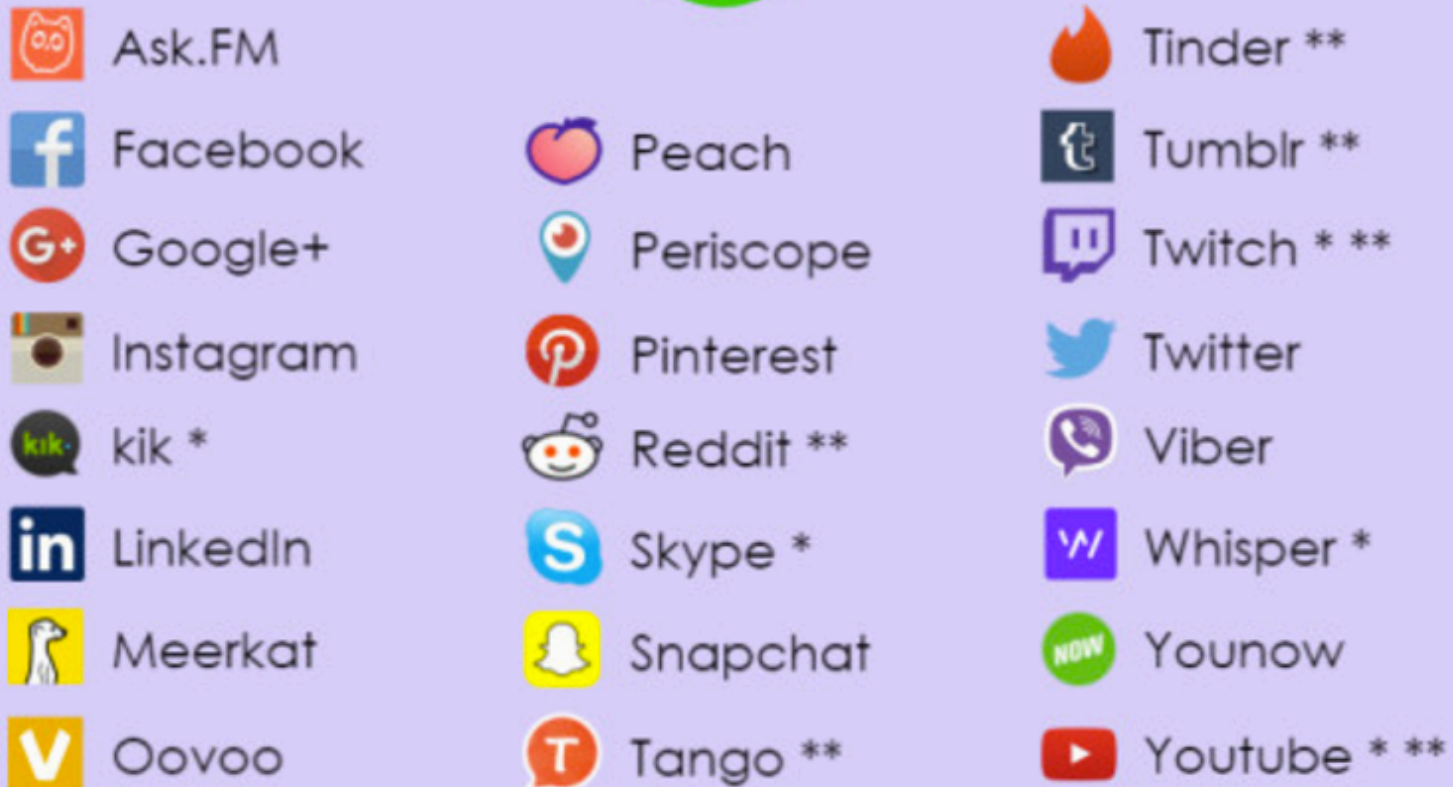 Ask.FM
Facebook
Google+
Instagram
kik *
LinkedIn
Meerkat
Oovoo
Peach
Periscope
Pinterest
Reddit **
Skype *
Snapchat
Tango **
Tinder **
Tumblr **
Twitch * **
Twitter
Viber
Whisper *
Younow
Youtube * **